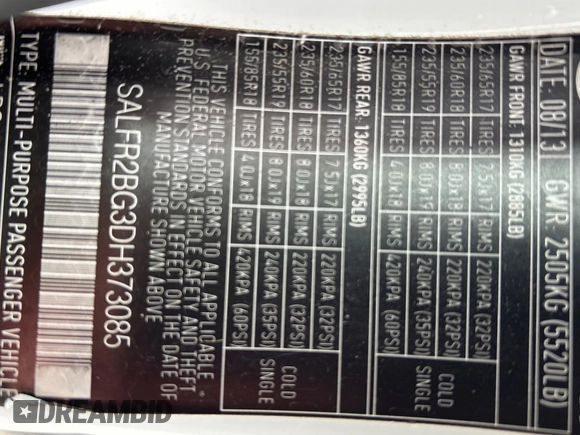 DATE: 08/13 GWR: 2505KG (5520LB)
GAWR FRONT: 1310KG (2885LB)
235/65R17 TIRES 7.5Jx17 RIMS 220KPA (32PSI)
235/60R18 TIRES 8.0Jx18 RIMS 220KPA (32PSI)
235/55R19 TIRES 8.0Jx19 RIMS 240KPA (35PSI)
155/85R18 TIRES 4.0Jx18 RIMS 420KPA (60PSI)
COLD
SINGLE
GAWR REAR: 1360KG (2995LB)
235/65R17 TIRES 7.5Jx17 RIMS 220KPA (32PSI)
235/60R18 TIRES 8.0Jx18 RIMS 220KPA (32PSI)
235/55R19 TIRES 8.0Jx19 RIMS 240KPA (35PSI)
155/85R18 TIRES 4.0Jx18 RIMS 420KPA (60PSI)
COLD
SINGLE
THIS VEHICLE CONFORMS TO ALL APPLICABLE
U.S. FEDERAL MOTOR VEHICLE SAFETY AND THEFT
PREVENTION STANDARDS IN EFFECT ON THE DATE OF
MANUFACTURE SHOWN ABOVE
SALFR2BG3DH373085
TYPE: MULTI-PURPOSE PASSENGER VEHICLE
DREAMBID